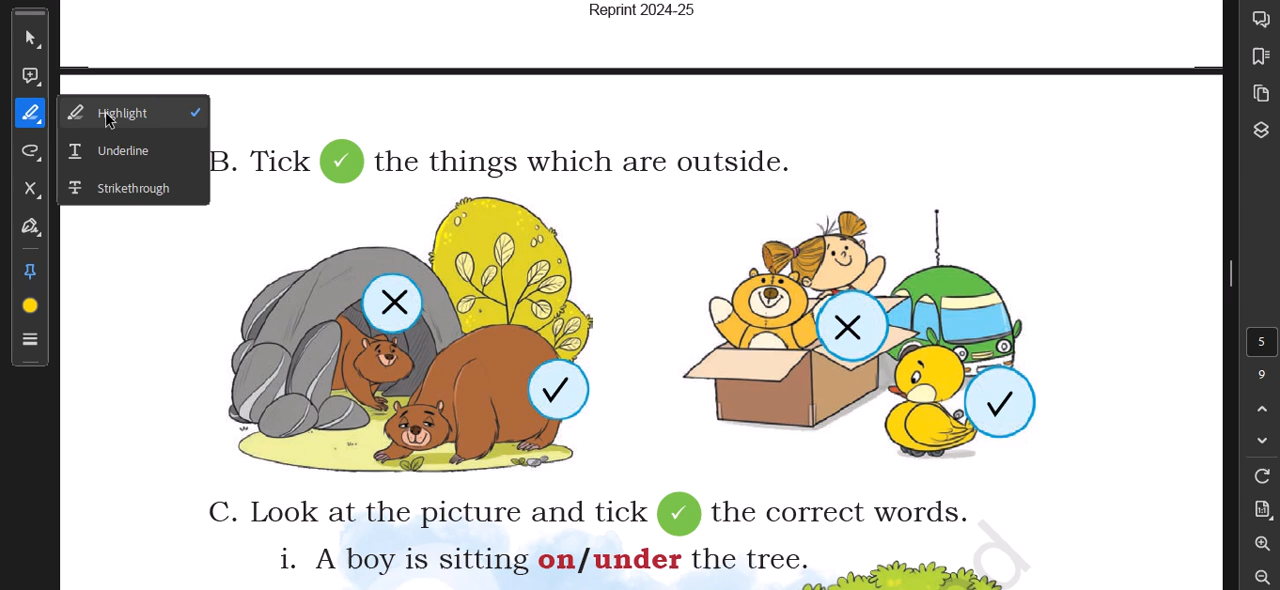 Reprint 2024-25
Highlight
Underline
Strikethrough
B. Tick ✓ the things which are outside.
C. Look at the picture and tick ✓ the correct words.
i. A boy is sitting on/under the tree.
d
5
9